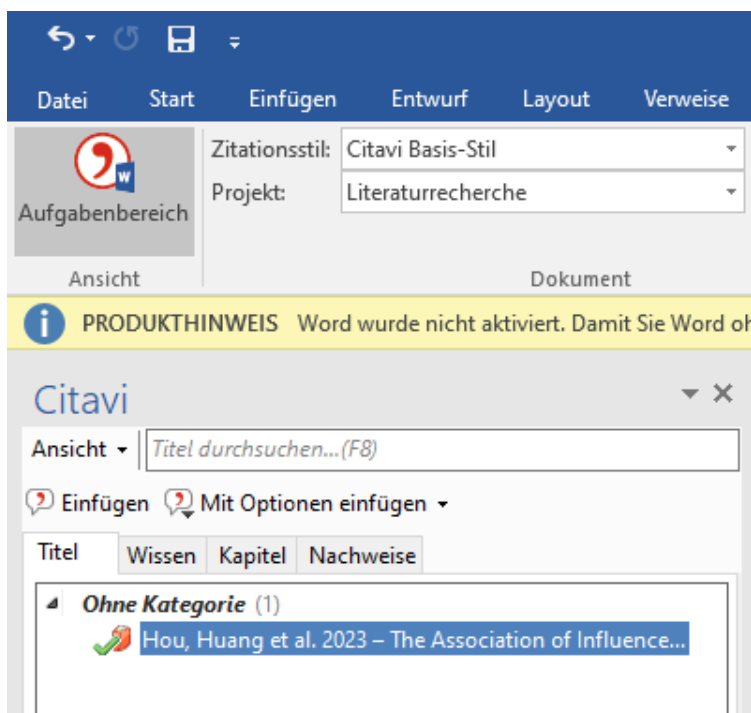 Datei Start Einfügen Entwurf Layout Verweise
Zitationsstil: Citavi Basis-Stil
Projekt: Literaturrecherche
Aufgabenbereich
Ansicht Dokument
PRODUKTHINWEIS Word wurde nicht aktiviert. Damit Sie Word oh
Citavi
Ansicht Titel durchsuchen...(F8)
Einfügen Mit Optionen einfügen
Titel Wissen Kapitel Nachweise
Ohne Kategorie (1)
Hou, Huang et al. 2023 – The Association of Influence...